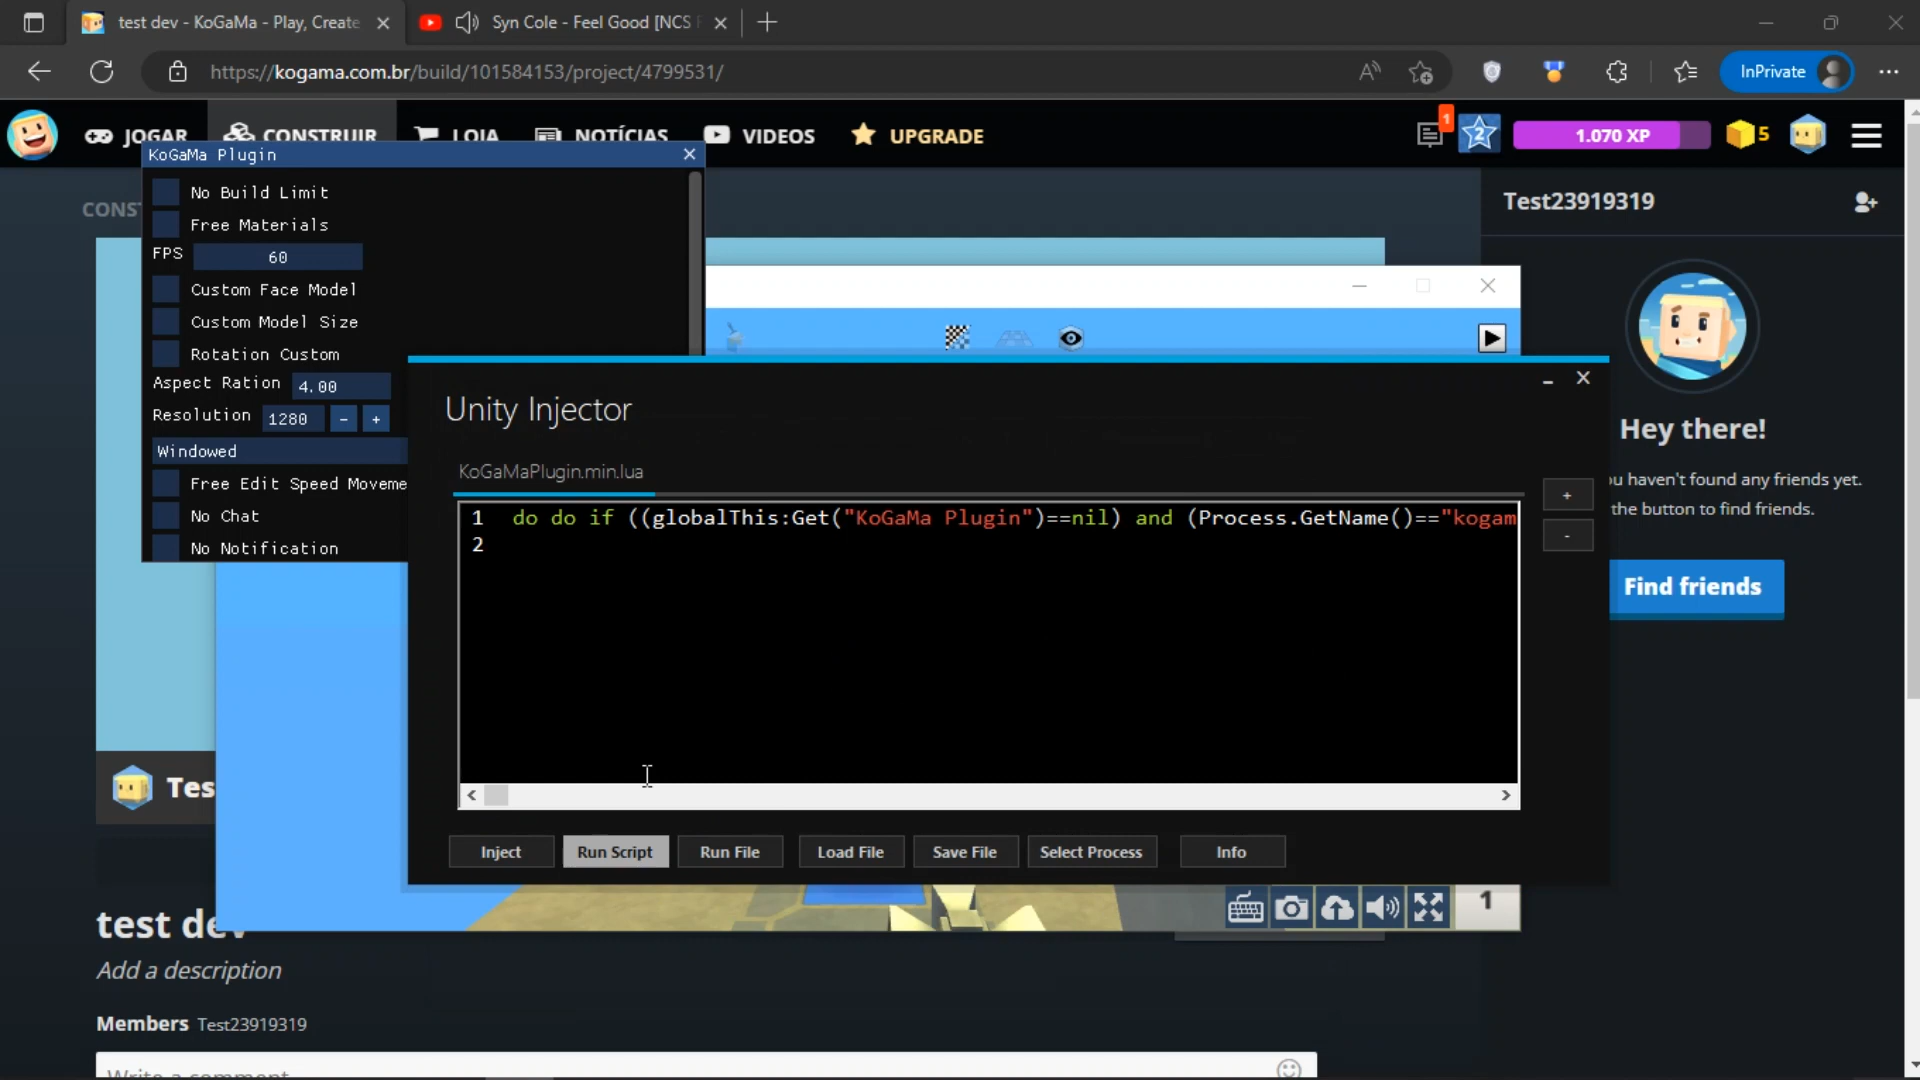 test dev - KoGaMa - Play, Create
Syn Cole - Feel Good [NCS
https://kogama.com.br/build/101584153/project/4799531/
InPrivate
JOGAR
CONSTRUIR
LOJA
NOTÍCIAS
VIDEOS
UPGRADE
1
2
1.070 XP
5
KoGaMa Plugin
No Build Limit
Free Materials
FPS 60
Custom Face Model
Custom Model Size
Rotation Custom
Aspect Ration 4.00
Resolution 1280 - +
Windowed
Free Edit Speed Moveme
No Chat
No Notification
CONS
Test23919319
Hey there!
u haven't found any friends yet.
the button to find friends.
Find friends
Unity Injector
KoGaMaPlugin.min.lua
1 do do if ((globalThis:Get("KoGaMa Plugin")==nil) and (Process.GetName()=="kogam
2
+
-
Inject
Run Script
Run File
Load File
Save File
Select Process
Info
1
Tes
test dev
Add a description
Members Test23919319
Write a comment